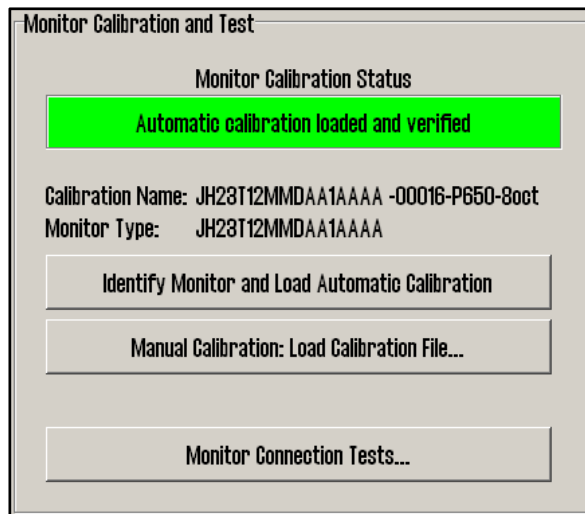 Monitor Calibration and Test
Monitor Calibration Status
Automatic calibration loaded and verified
Calibration Name: JH23T12MMDAA1AAAA -00016-P650-8oct
Monitor Type: JH23T12MMDAA1AAAA
Identify Monitor and Load Automatic Calibration
Manual Calibration: Load Calibration File...
Monitor Connection Tests...